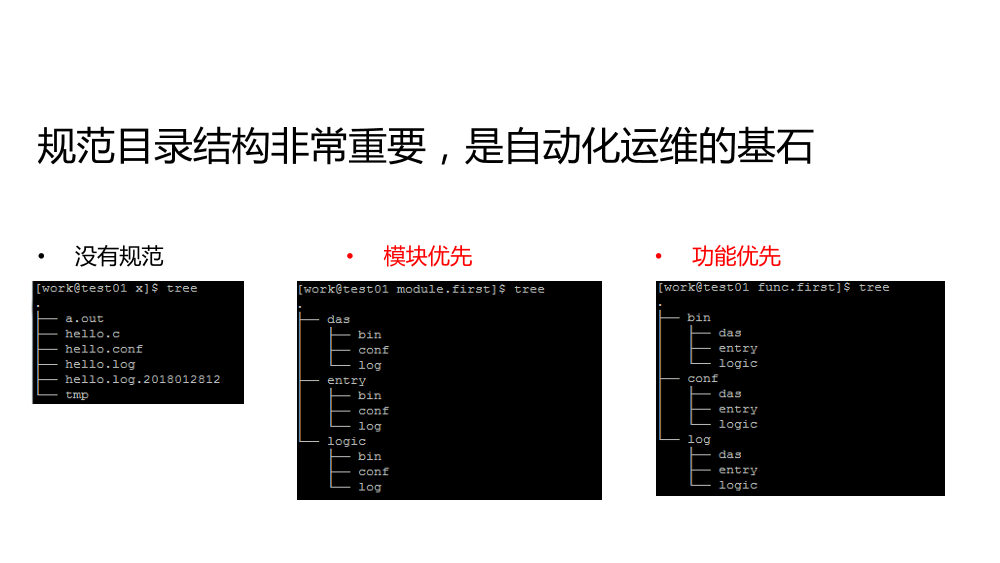 规范目录结构非常重要，是自动化运维的基石
• 没有规范
[work@test01 x]$ tree
.
├── a.out
├── hello.c
├── hello.conf
├── hello.log
├── hello.log.2018012812
└── tmp
• 模块优先
[work@test01 module.first]$ tree
.
├── das
│   ├── bin
│   ├── conf
│   └── log
├── entry
│   ├── bin
│   ├── conf
│   └── log
└── logic
    ├── bin
    ├── conf
    └── log
• 功能优先
[work@test01 func.first]$ tree
.
├── bin
│   ├── das
│   ├── entry
│   └── logic
├── conf
│   ├── das
│   ├── entry
│   └── logic
└── log
    ├── das
    ├── entry
    └── logic